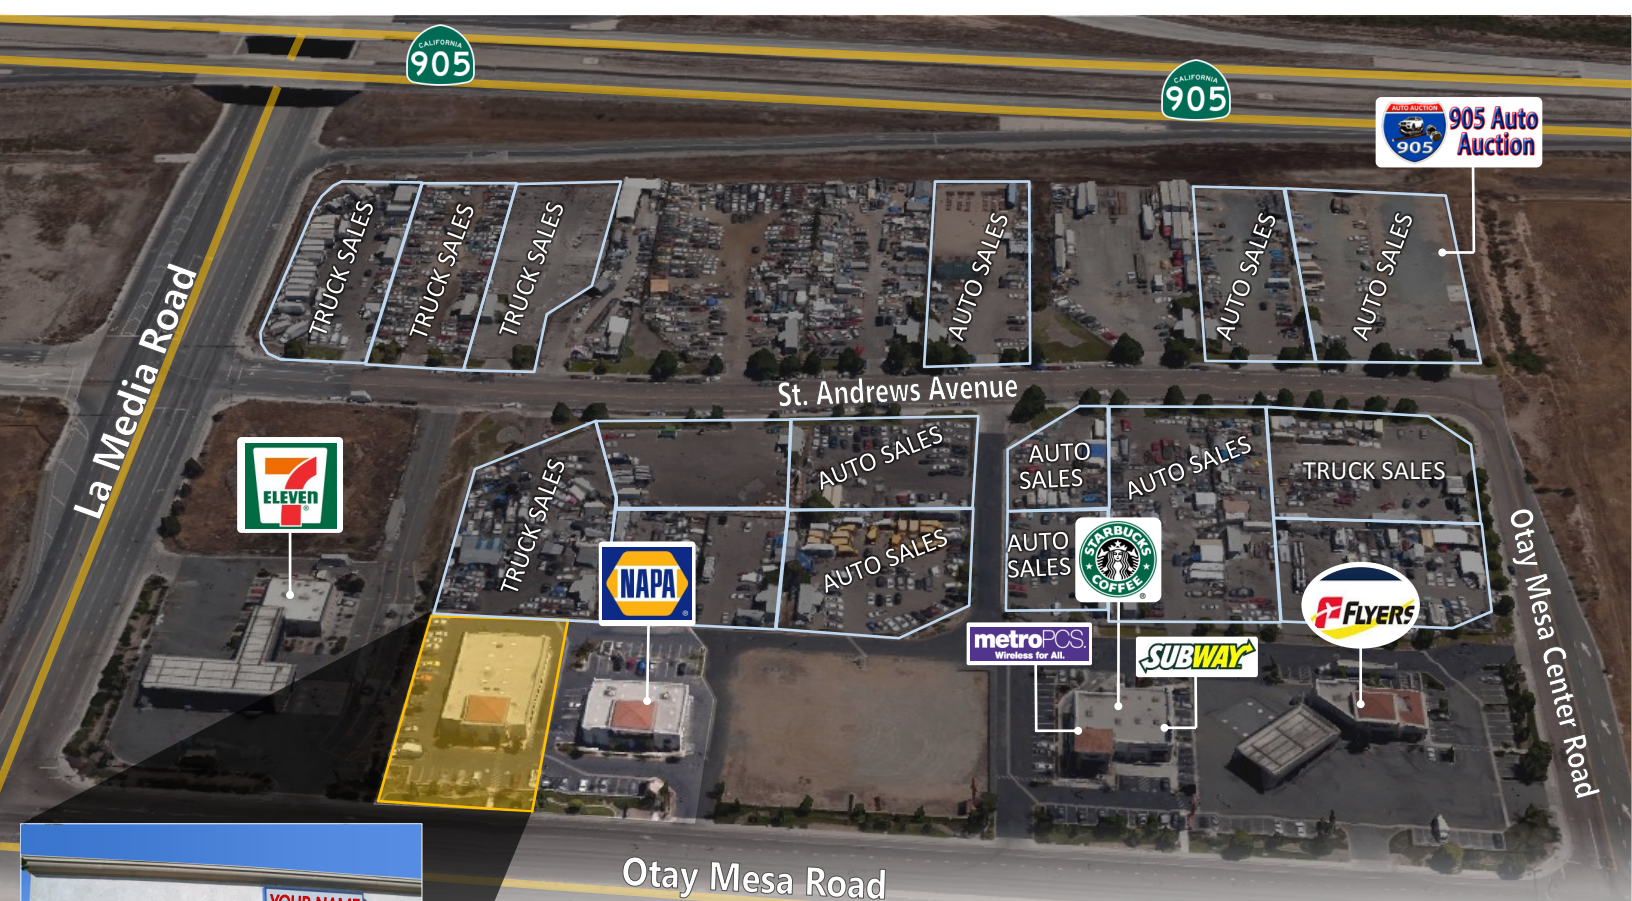 CALIFORNIA
905
CALIFORNIA
905
AUTO AUCTION
905
905 Auto
Auction
TRUCK SALES
TRUCK SALES
TRUCK SALES
AUTO SALES
AUTO SALES
AUTO SALES
La Media Road
St. Andrews Avenue
7
ELEVEn
®
TRUCK SALES
AUTO SALES
AUTO SALES
AUTO
SALES
AUTO SALES
TRUCK SALES
AUTO
SALES
NAPA
®
STARBUCKS
COFFEE
®
FLYERS
metroPCS.
Wireless for All.
SUBWAY
Otay Mesa Center Road
Otay Mesa Road
YOUR NAME